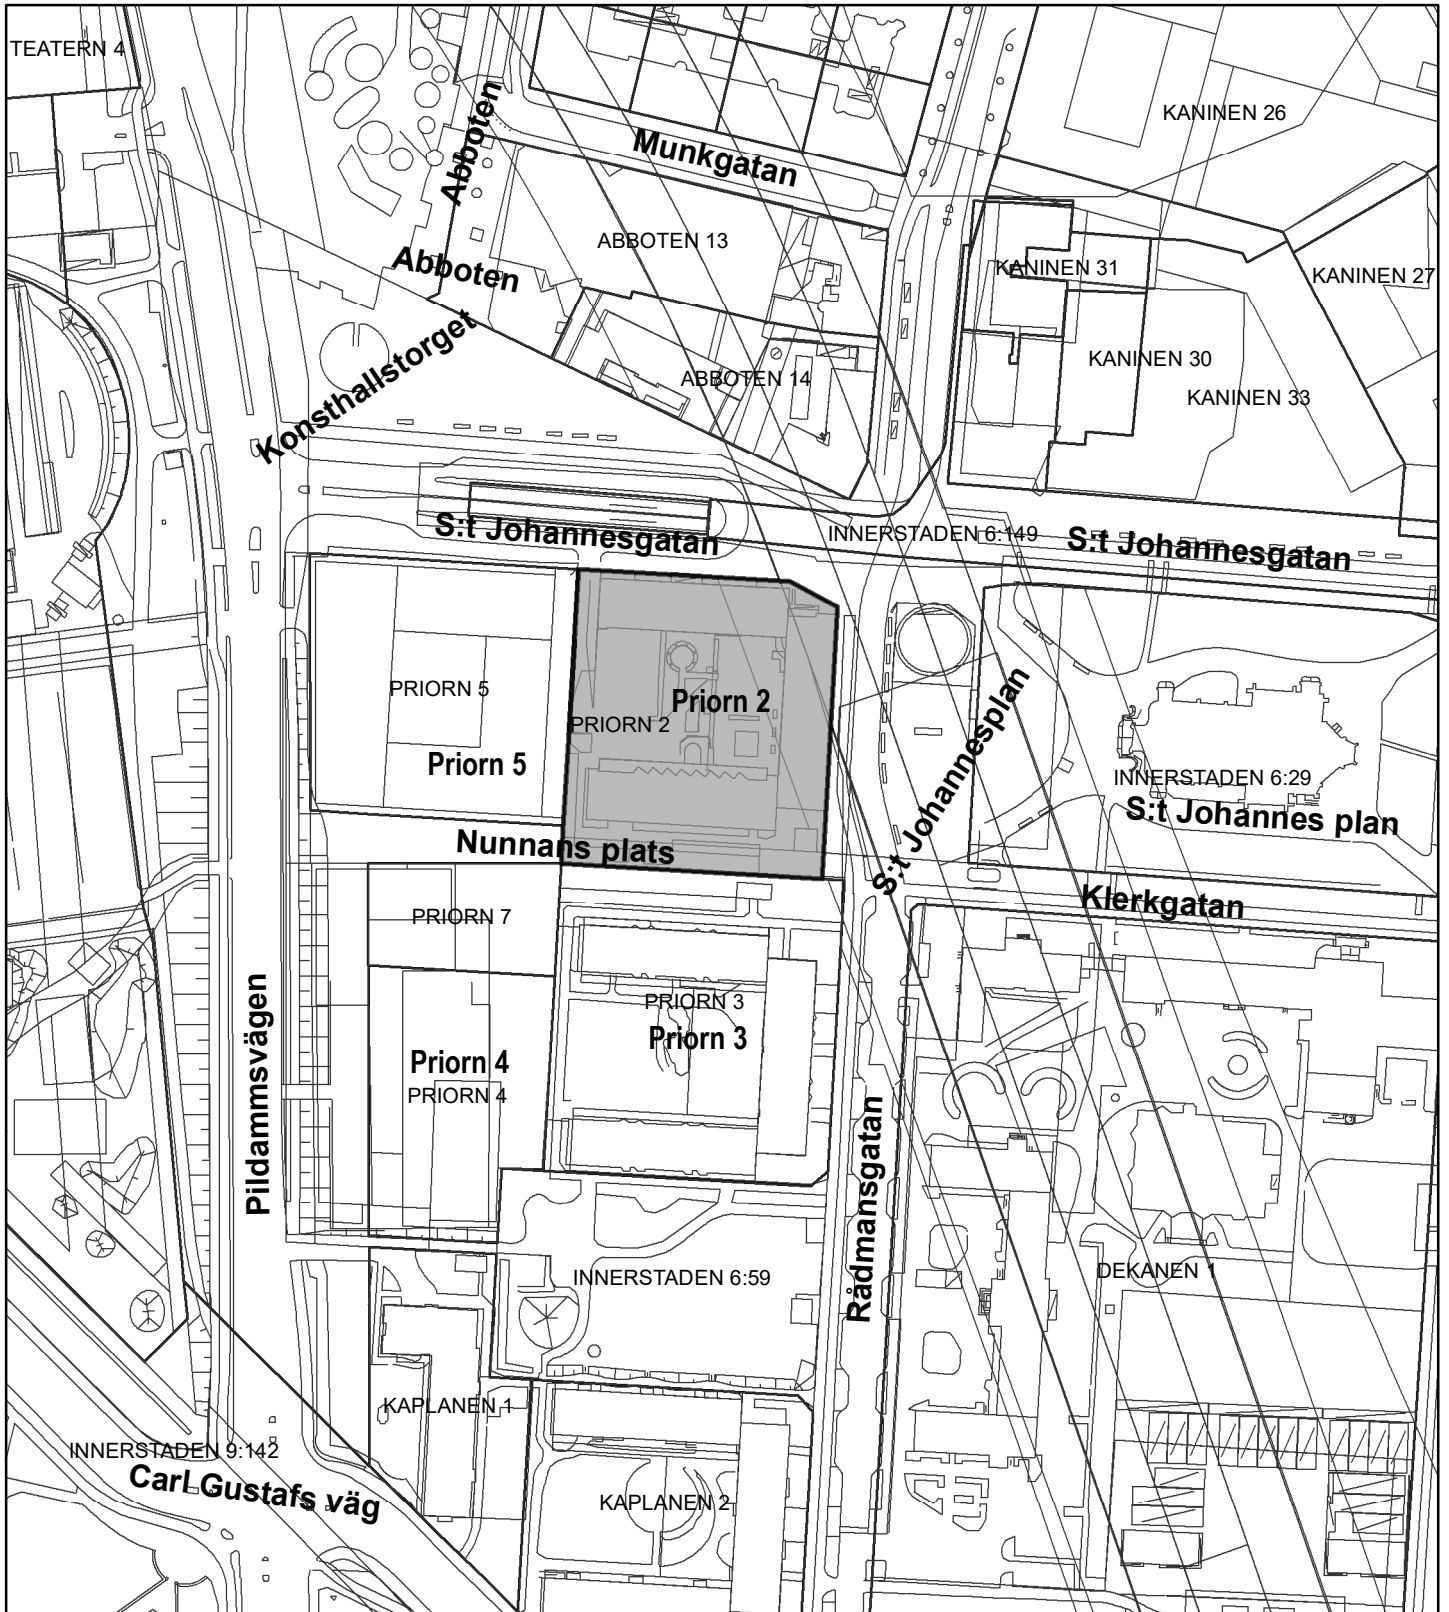 TEATERN 4
Abboten
Munkgatan
KANINEN 26
ABBOTEN 13
Abboten
KANINEN 31
KANINEN 27
Konsthallstorget
ABBOTEN 14
KANINEN 30
KANINEN 33
S:t Johannesgatan
INNERSTADEN 6:149
S:t Johannesgatan
PRIORN 5
Priorn 2
PRIORN 2
Priorn 5
S:t Johannesplan
INNERSTADEN 6:29
S:t Johannes plan
Nunnans plats
Klerkgatan
PRIORN 7
PRIORN 3
Priorn 3
Priorn 4
PRIORN 4
Pildammsvägen
Rådmansgatan
INNERSTADEN 6:59
DEKANEN 1
KAPLANEN 1
INNERSTADEN 9:142
Carl Gustafs väg
KAPLANEN 2